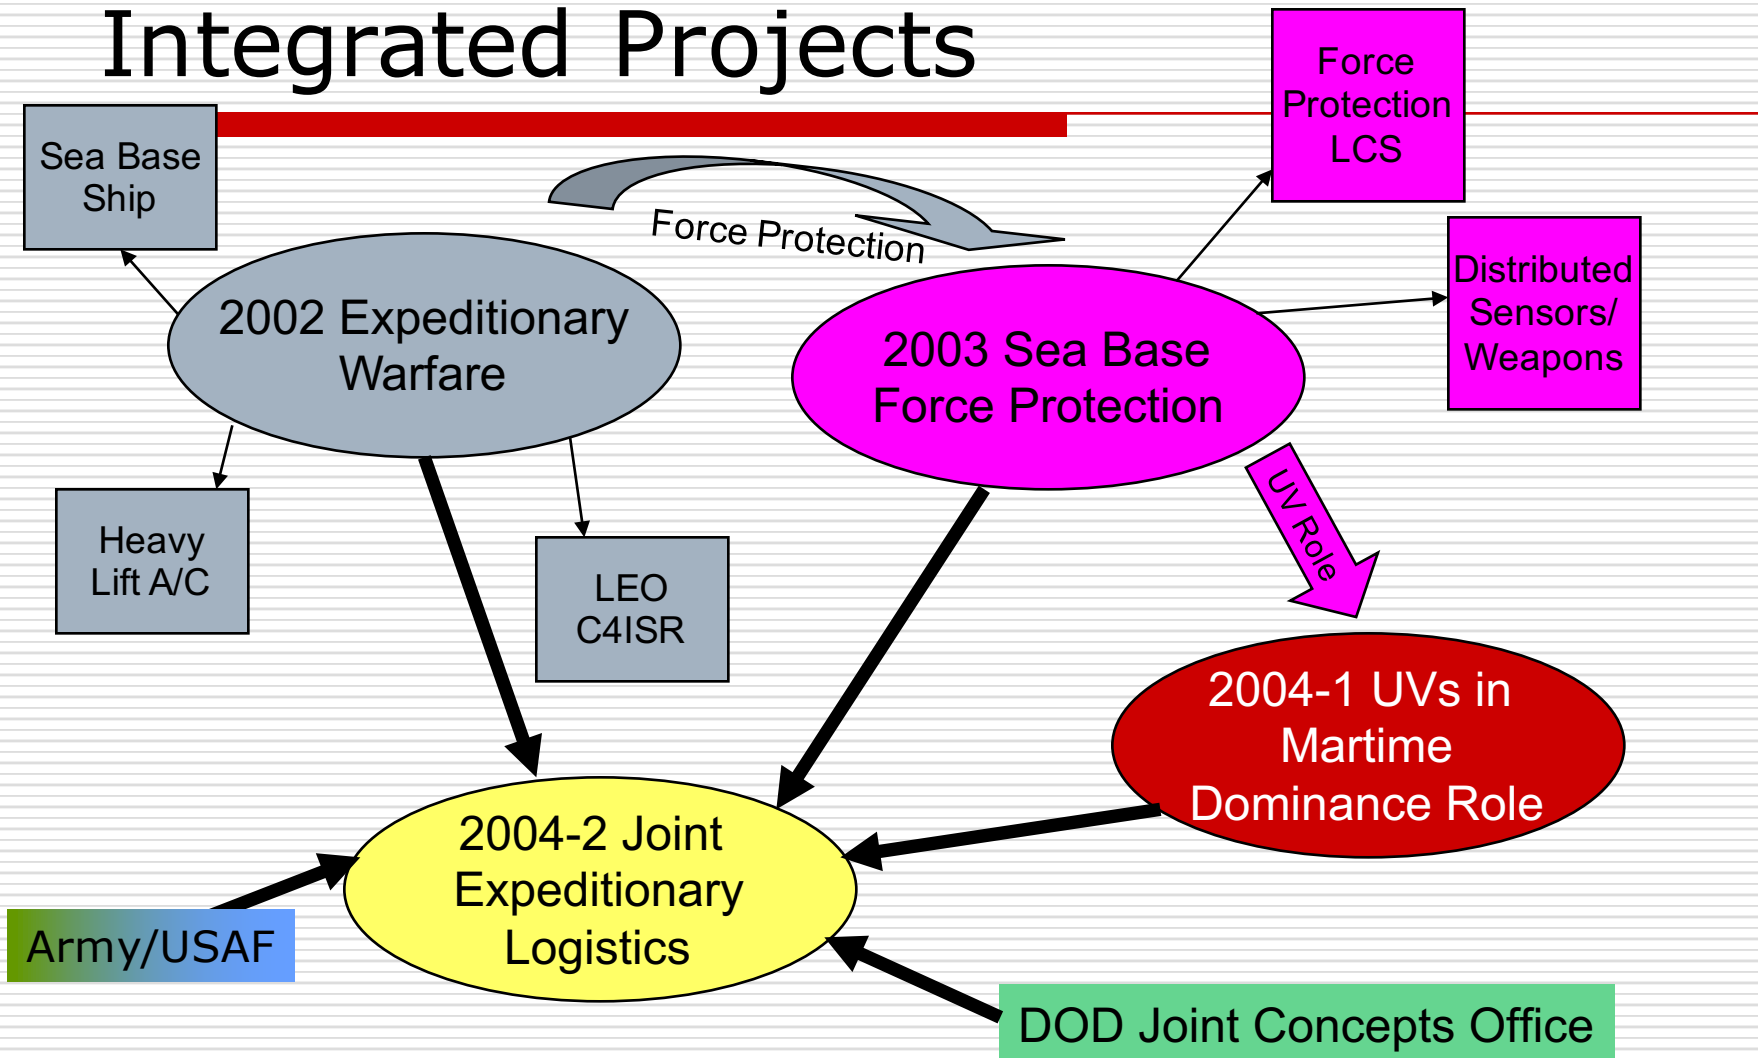 Integrated Projects
Force
Protection
LCS
Sea Base
Ship
Force Protection
Distributed
Sensors/
Weapons
2002 Expeditionary
Warfare
2003 Sea Base
Force Protection
UV Role
Heavy
Lift A/C
LEO
C4ISR
2004-1 UVs in
Martime
Dominance Role
2004-2 Joint
Expeditionary
Logistics
Army/USAF
DOD Joint Concepts Office